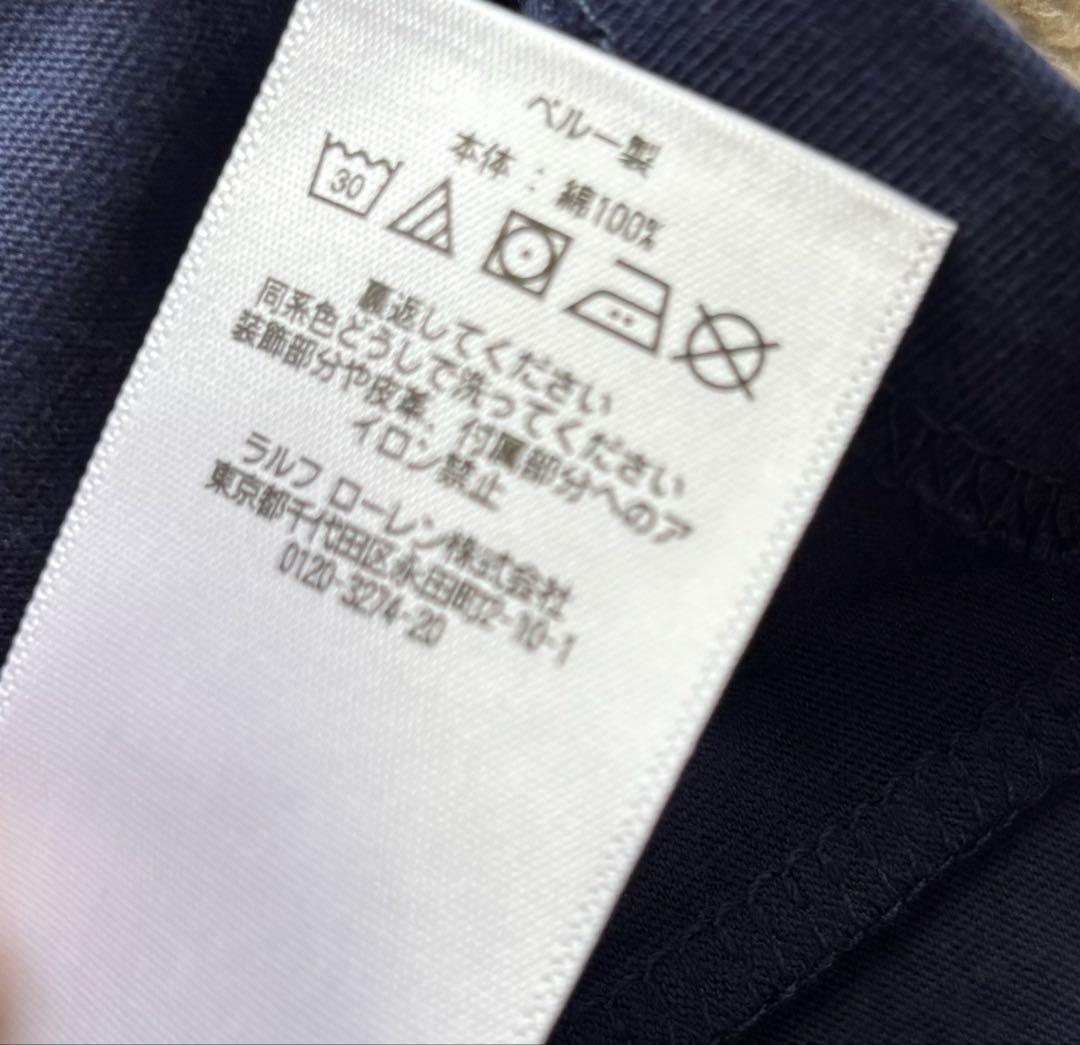 ペルー製
本体：綿100%
30
裏返してください
同系色どうしで洗ってください
装飾部分や皮革、付属部分へのア
イロン禁止
ラルフ ローレン株式会社
東京都千代田区永田町2-10-1
0120-3274-20